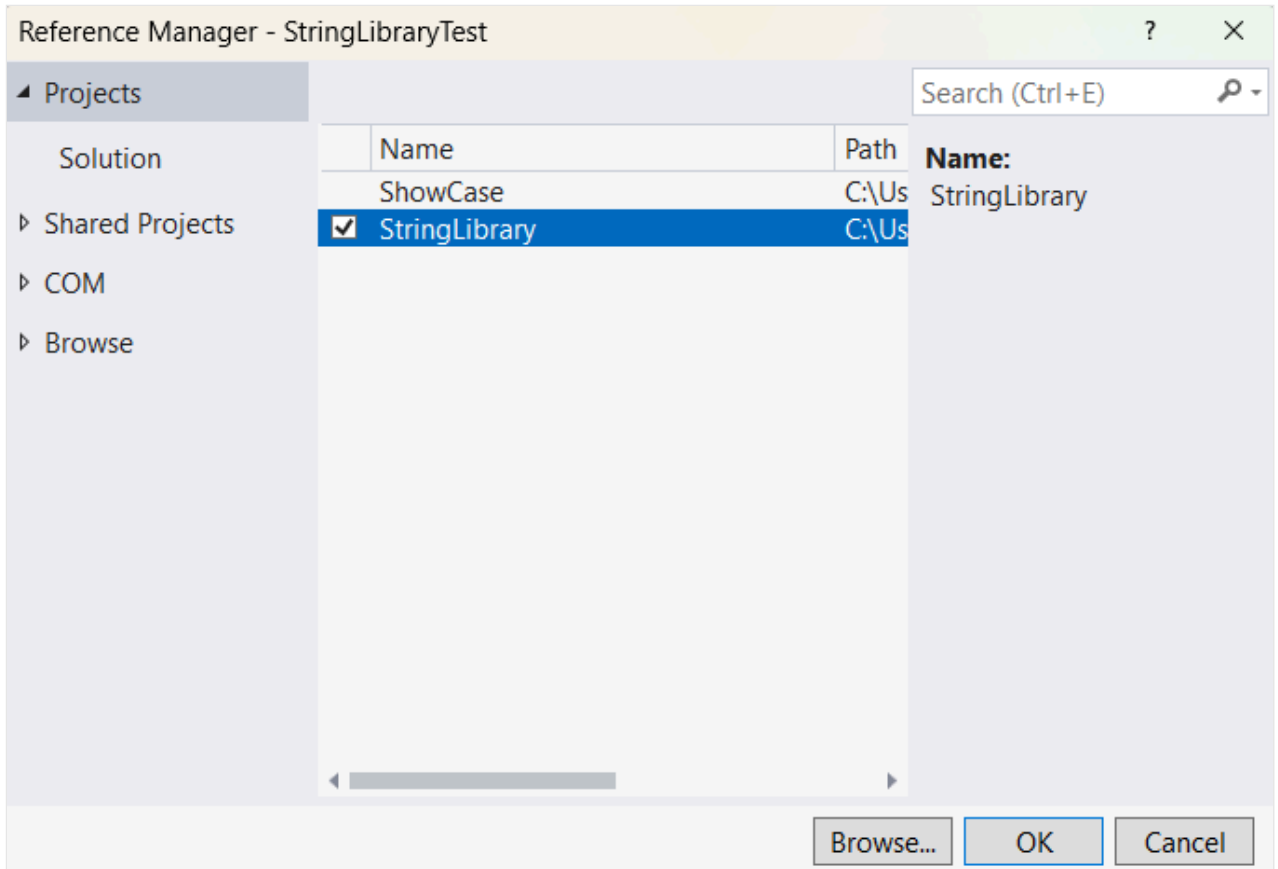 Reference Manager - StringLibraryTest ? ×
Projects
Solution
Shared Projects
COM
Browse
Name Path
ShowCase C:\Us
StringLibrary C:\Us
Search (Ctrl+E)
Name:
StringLibrary
Browse... OK Cancel